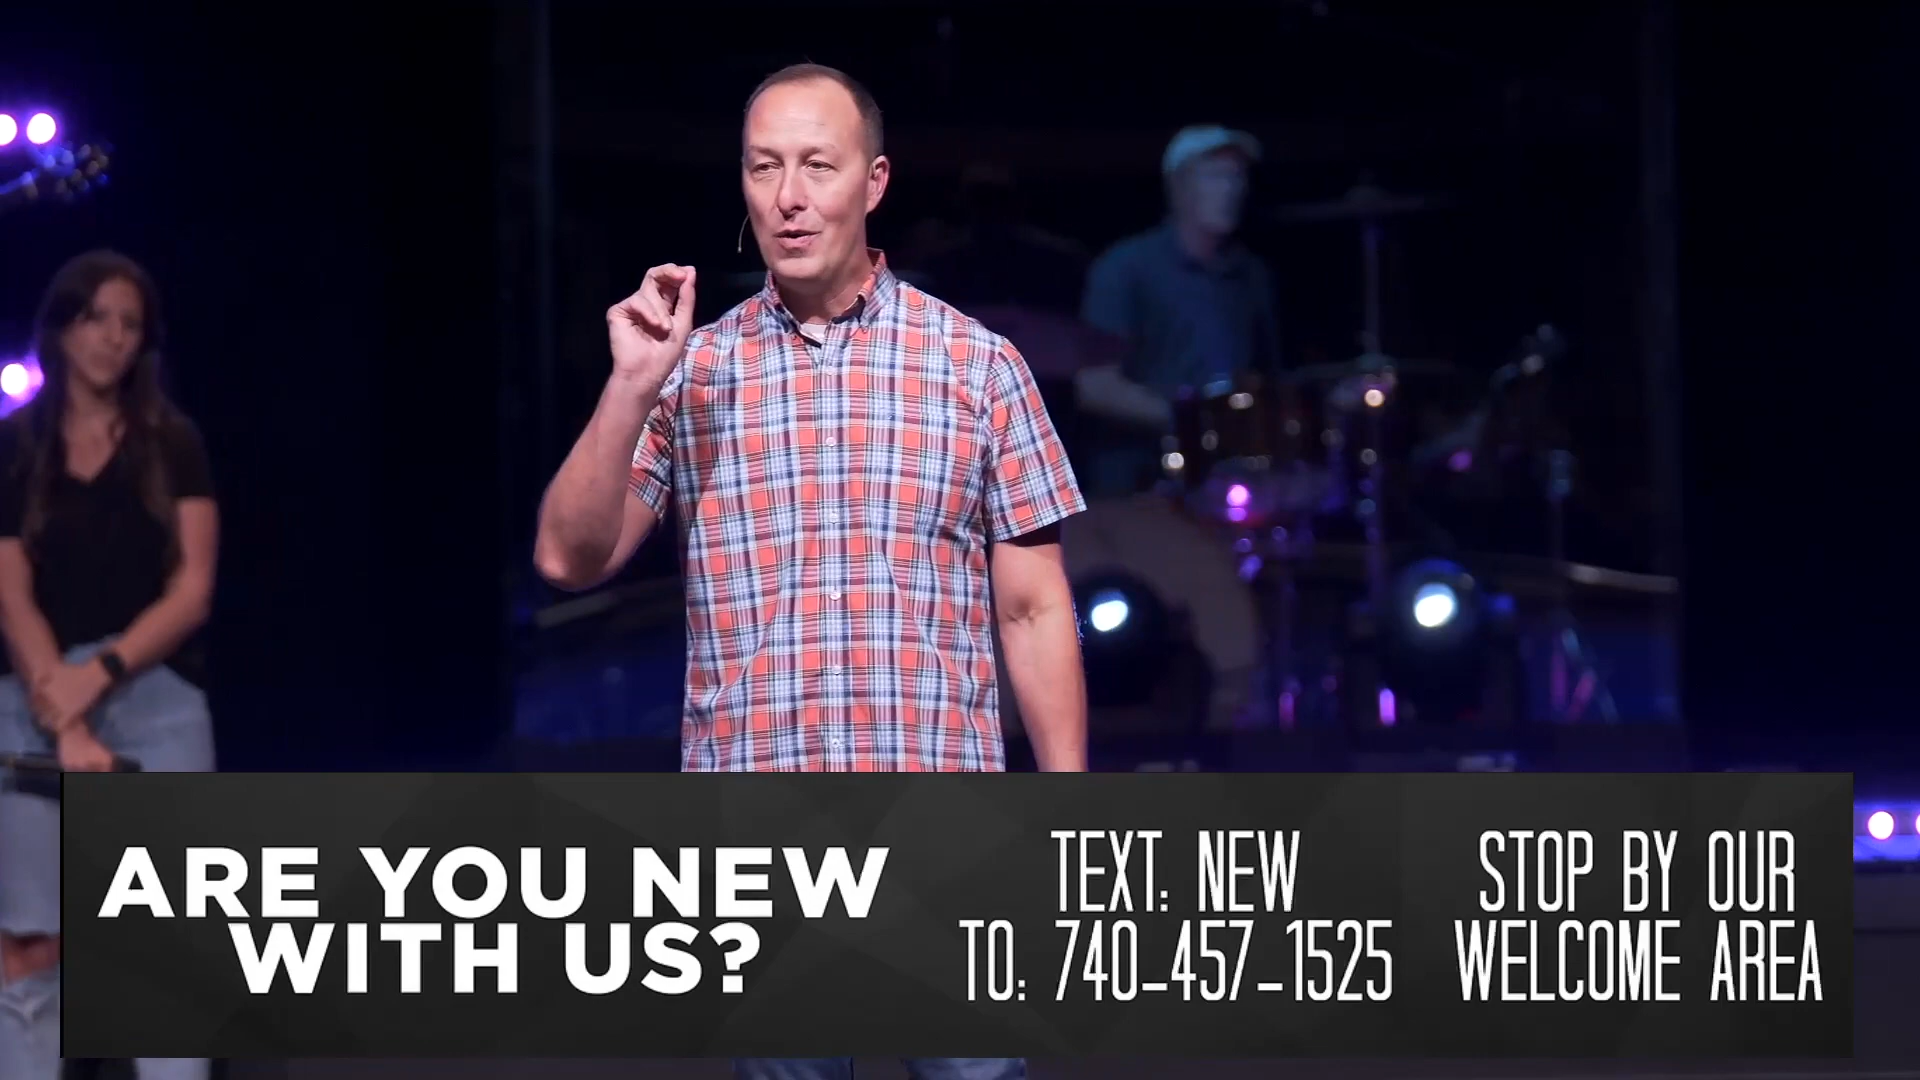 ARE YOU NEW
WITH US?
TEXT: NEW
TO: 740-457-1525
STOP BY OUR
WELCOME AREA